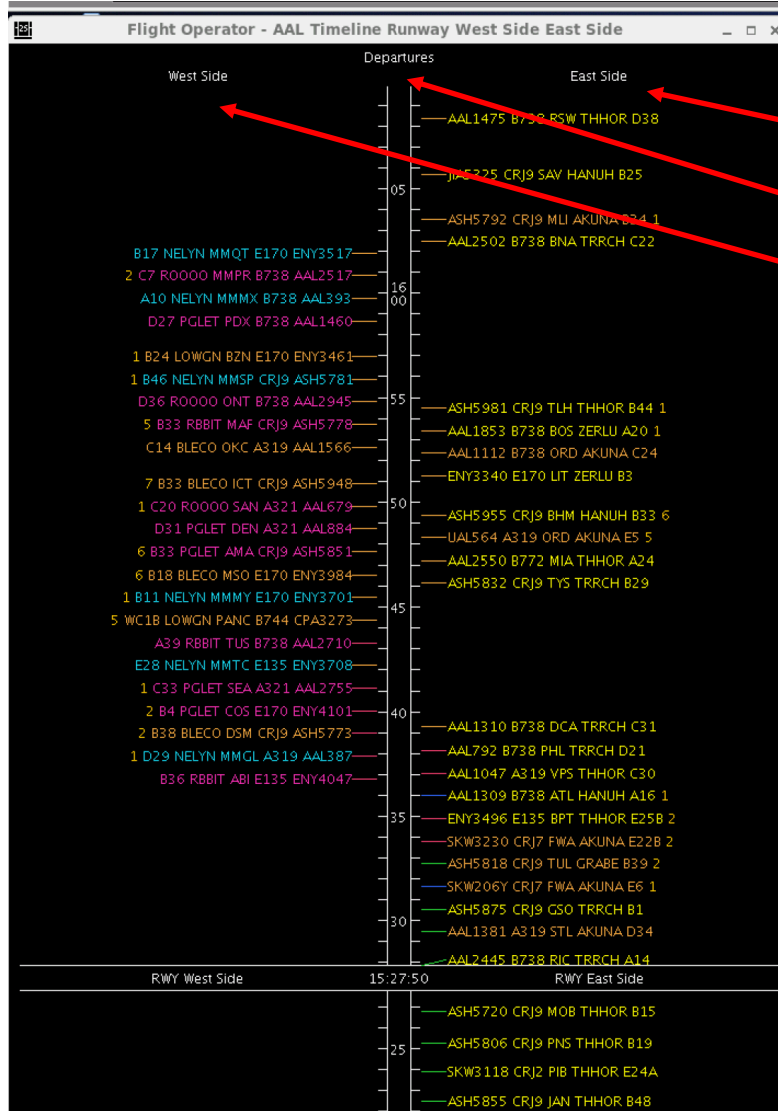 25
Flight Operator - AAL Timeline Runway West Side East Side
Departures
West Side
East Side
AAL1475 B738 RSW THHOR D38
JIA5325 CRJ9 SAV HANUH B25
05
ASH5792 CRJ9 MLI AKUNA B34 1
AAL2502 B738 BNA TRRCH C22
B17 NELYN MMQT E170 ENY3517
2 C7 ROOOO MMPR B738 AAL2517
16
00
A10 NELYN MMMX B738 AAL393
D27 PGLET PDX B738 AAL1460
1 B24 LOWGN BZN E170 ENY3461
1 B46 NELYN MMSP CRJ9 ASH5781
55
D36 ROOOO ONT B738 AAL2945
ASH5981 CRJ9 TLH THHOR B44 1
5 B33 RBBIT MAF CRJ9 ASH5778
AAL1853 B738 BOS ZERLU A20 1
C14 BLECO OKC A319 AAL1566
AAL1112 B738 ORD AKUNA C24
ENY3340 E170 LIT ZERLU B3
7 B33 BLECO ICT CRJ9 ASH5948
50
1 C20 ROOOO SAN A321 AAL679
ASH5955 CRJ9 BHM HANUH B33 6
D31 PGLET DEN A321 AAL884
UAL564 A319 ORD AKUNA E5 5
6 B33 PGLET AMA CRJ9 ASH5851
AAL2550 B772 MIA THHOR A24
6 B18 BLECO MSO E170 ENY3984
ASH5832 CRJ9 TYS TRRCH B29
1 B11 NELYN MMMY E170 ENY3701
45
5 WC1B LOWGN PANC B744 CPA3273
A39 RBBIT TUS B738 AAL2710
E28 NELYN MMTC E135 ENY3708
1 C33 PGLET SEA A321 AAL2755
2 B4 PGLET COS E170 ENY4101
40
2 B38 BLECO DSM CRJ9 ASH5773
AAL1310 B738 DCA TRRCH C31
1 D29 NELYN MMGL A319 AAL387
AAL792 B738 PHL TRRCH D21
B36 RBBIT ABI E135 ENY4047
AAL1047 A319 VPS THHOR C30
AAL1309 B738 ATL HANUH A16 1
35
ENY3496 E135 BPT THHOR E25B 2
SKW3230 CRJ7 FWA AKUNA E22B 2
ASH5818 CRJ9 TUL GRABE B39 2
SKW206Y CRJ7 FWA AKUNA E6 1
ASH5875 CRJ9 GSO TRRCH B1
30
AAL1381 A319 STL AKUNA D34
AAL2445 B738 RIC TRRCH A14
RWY West Side
15:27:50
RWY East Side
ASH5720 CRJ9 MOB THHOR B15
ASH5806 CRJ9 PNS THHOR B19
25
SKW3118 CRJ2 PIB THHOR E24A
ASH5855 CRJ9 JAN THHOR B48